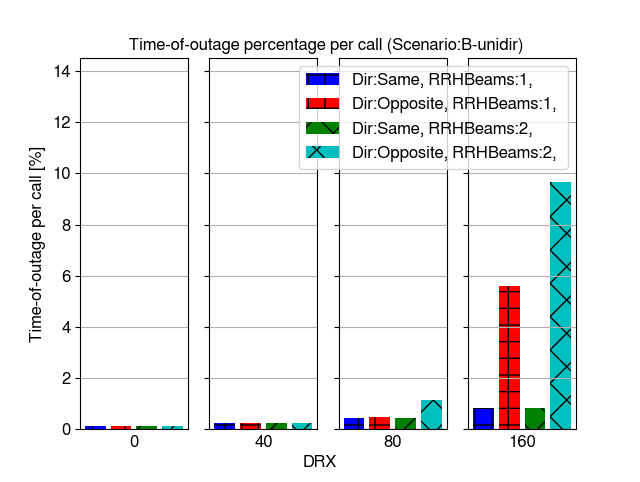 Time-of-outage percentage per call (Scenario:B-unidir)
14
12
10
8
6
4
2
0
Time-of-outage per call [%]
Dir:Same, RRHBeams:1,
Dir:Opposite, RRHBeams:1,
Dir:Same, RRHBeams:2,
Dir:Opposite, RRHBeams:2,
0 40 80 160
DRX